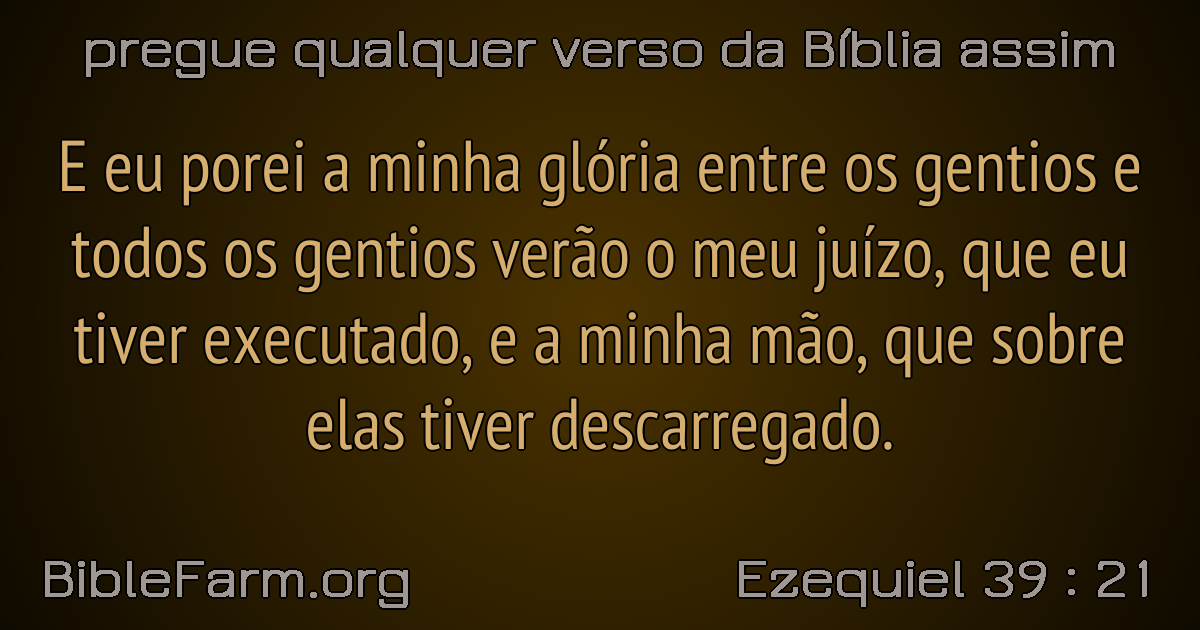 pregue qualquer verso da Bíblia assim
E eu porei a minha glória entre os gentios e
todos os gentios verão o meu juízo, que eu
tiver executado, e a minha mão, que sobre
elas tiver descarregado.
BibleFarm.org
Ezequiel 39 : 21